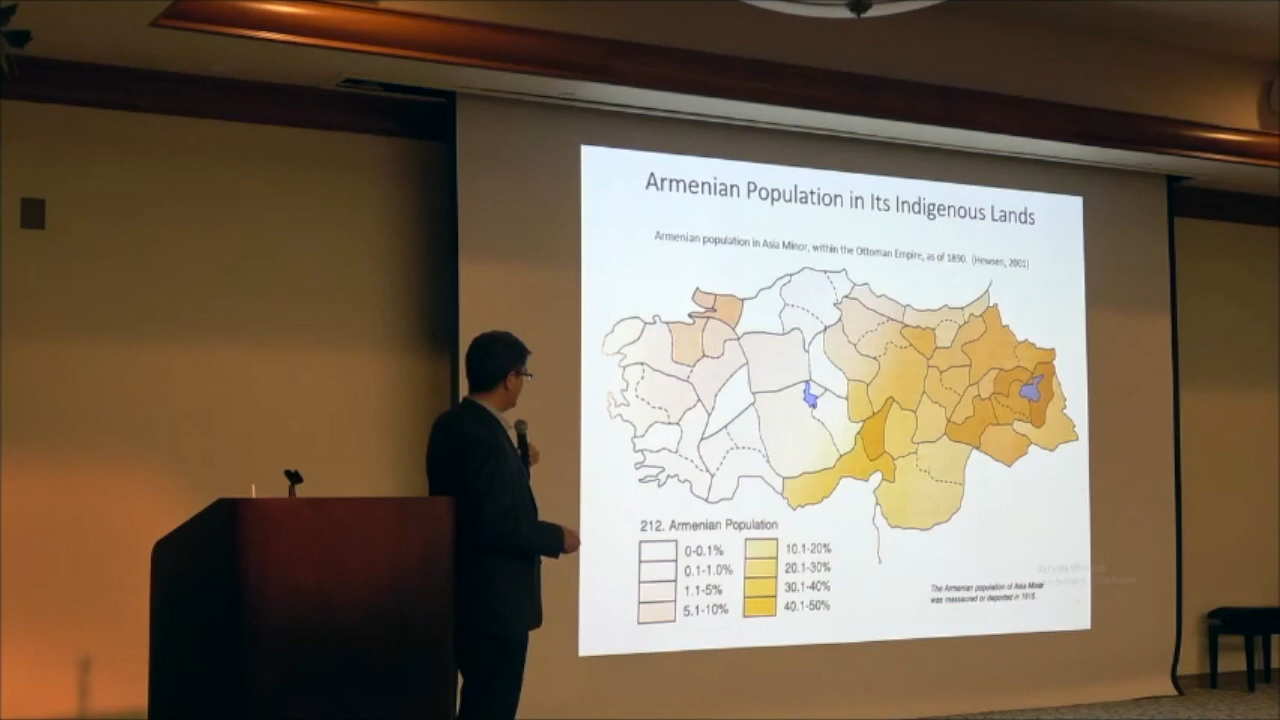 Armenian Population in Its Indigenous Lands
Armenian population in Asia Minor, within the Ottoman Empire, as of 1890. (Hewsen, 2001)
212. Armenian Population
0-0.1%
0.1-1.0%
1.1-5%
5.1-10%
10.1-20%
20.1-30%
30.1-40%
40.1-50%
The Armenian population of Asia Minor
was massacred or deported in 1915.